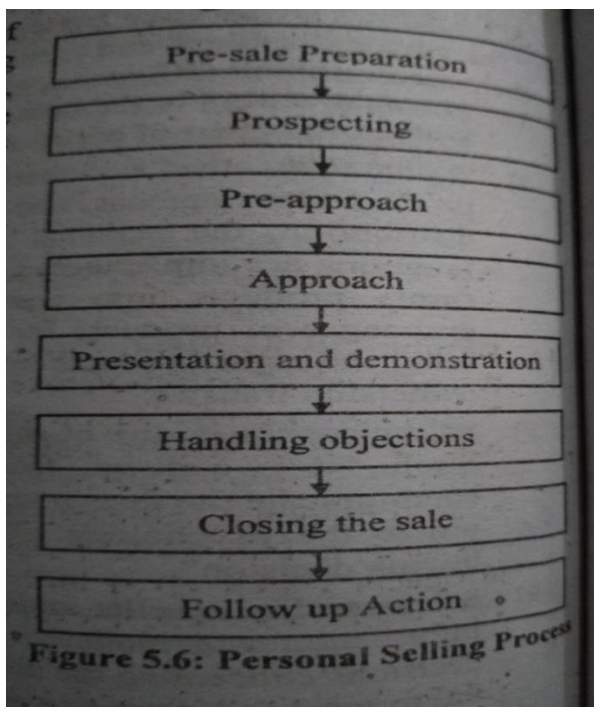 Pre-sale Preparation
Prospecting
Pre-approach
Approach
Presentation and demonstration
Handling objections
Closing the sale
Follow up Action
Figure 5.6: Personal Selling Process